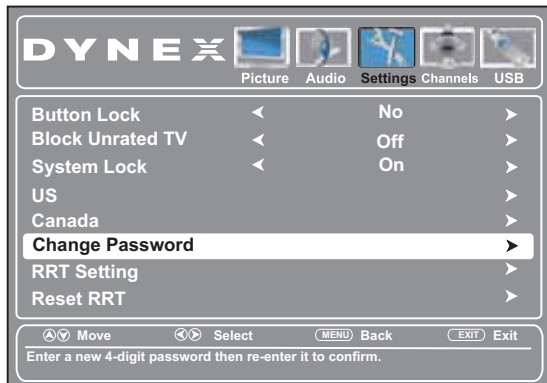 DYNEX
Picture Audio Settings Channels USB
Button Lock No
Block Unrated TV Off
System Lock On
US
Canada
Change Password
RRT Setting
Reset RRT
Move Select MENU Back EXIT Exit
Enter a new 4-digit password then re-enter it to confirm.